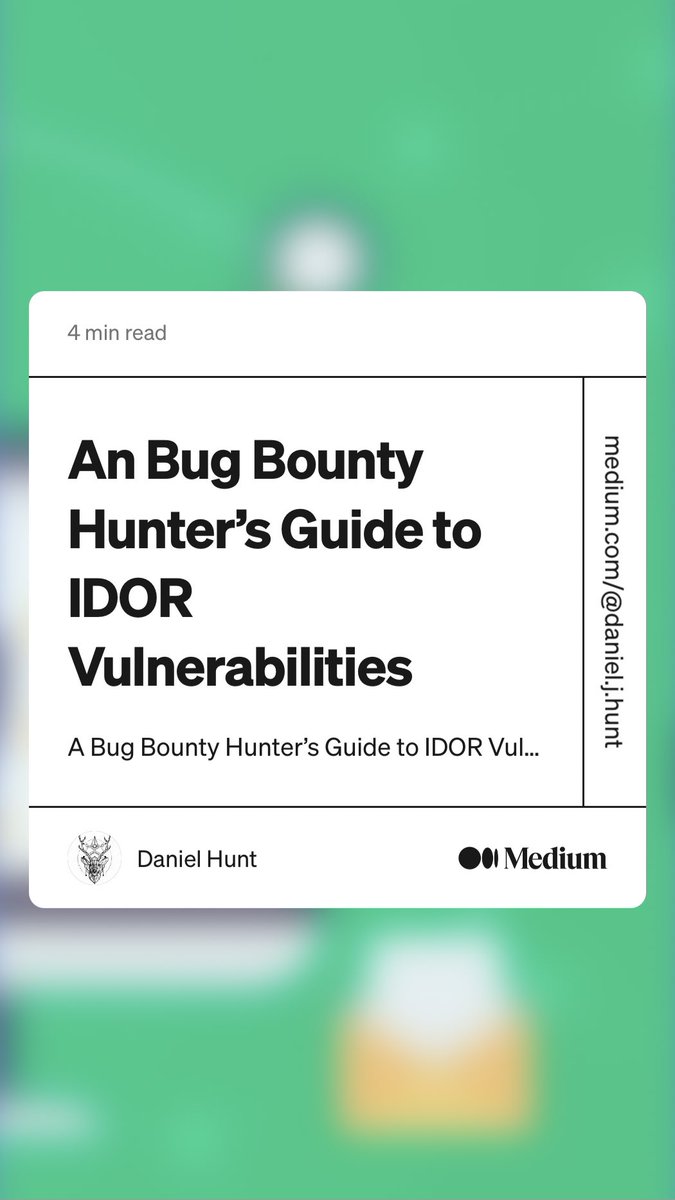 4 min read
An Bug Bounty
Hunter’s Guide to
IDOR
Vulnerabilities
A Bug Bounty Hunter’s Guide to IDOR Vul...
medium.com/@daniel.j.hunt
Daniel Hunt
Medium